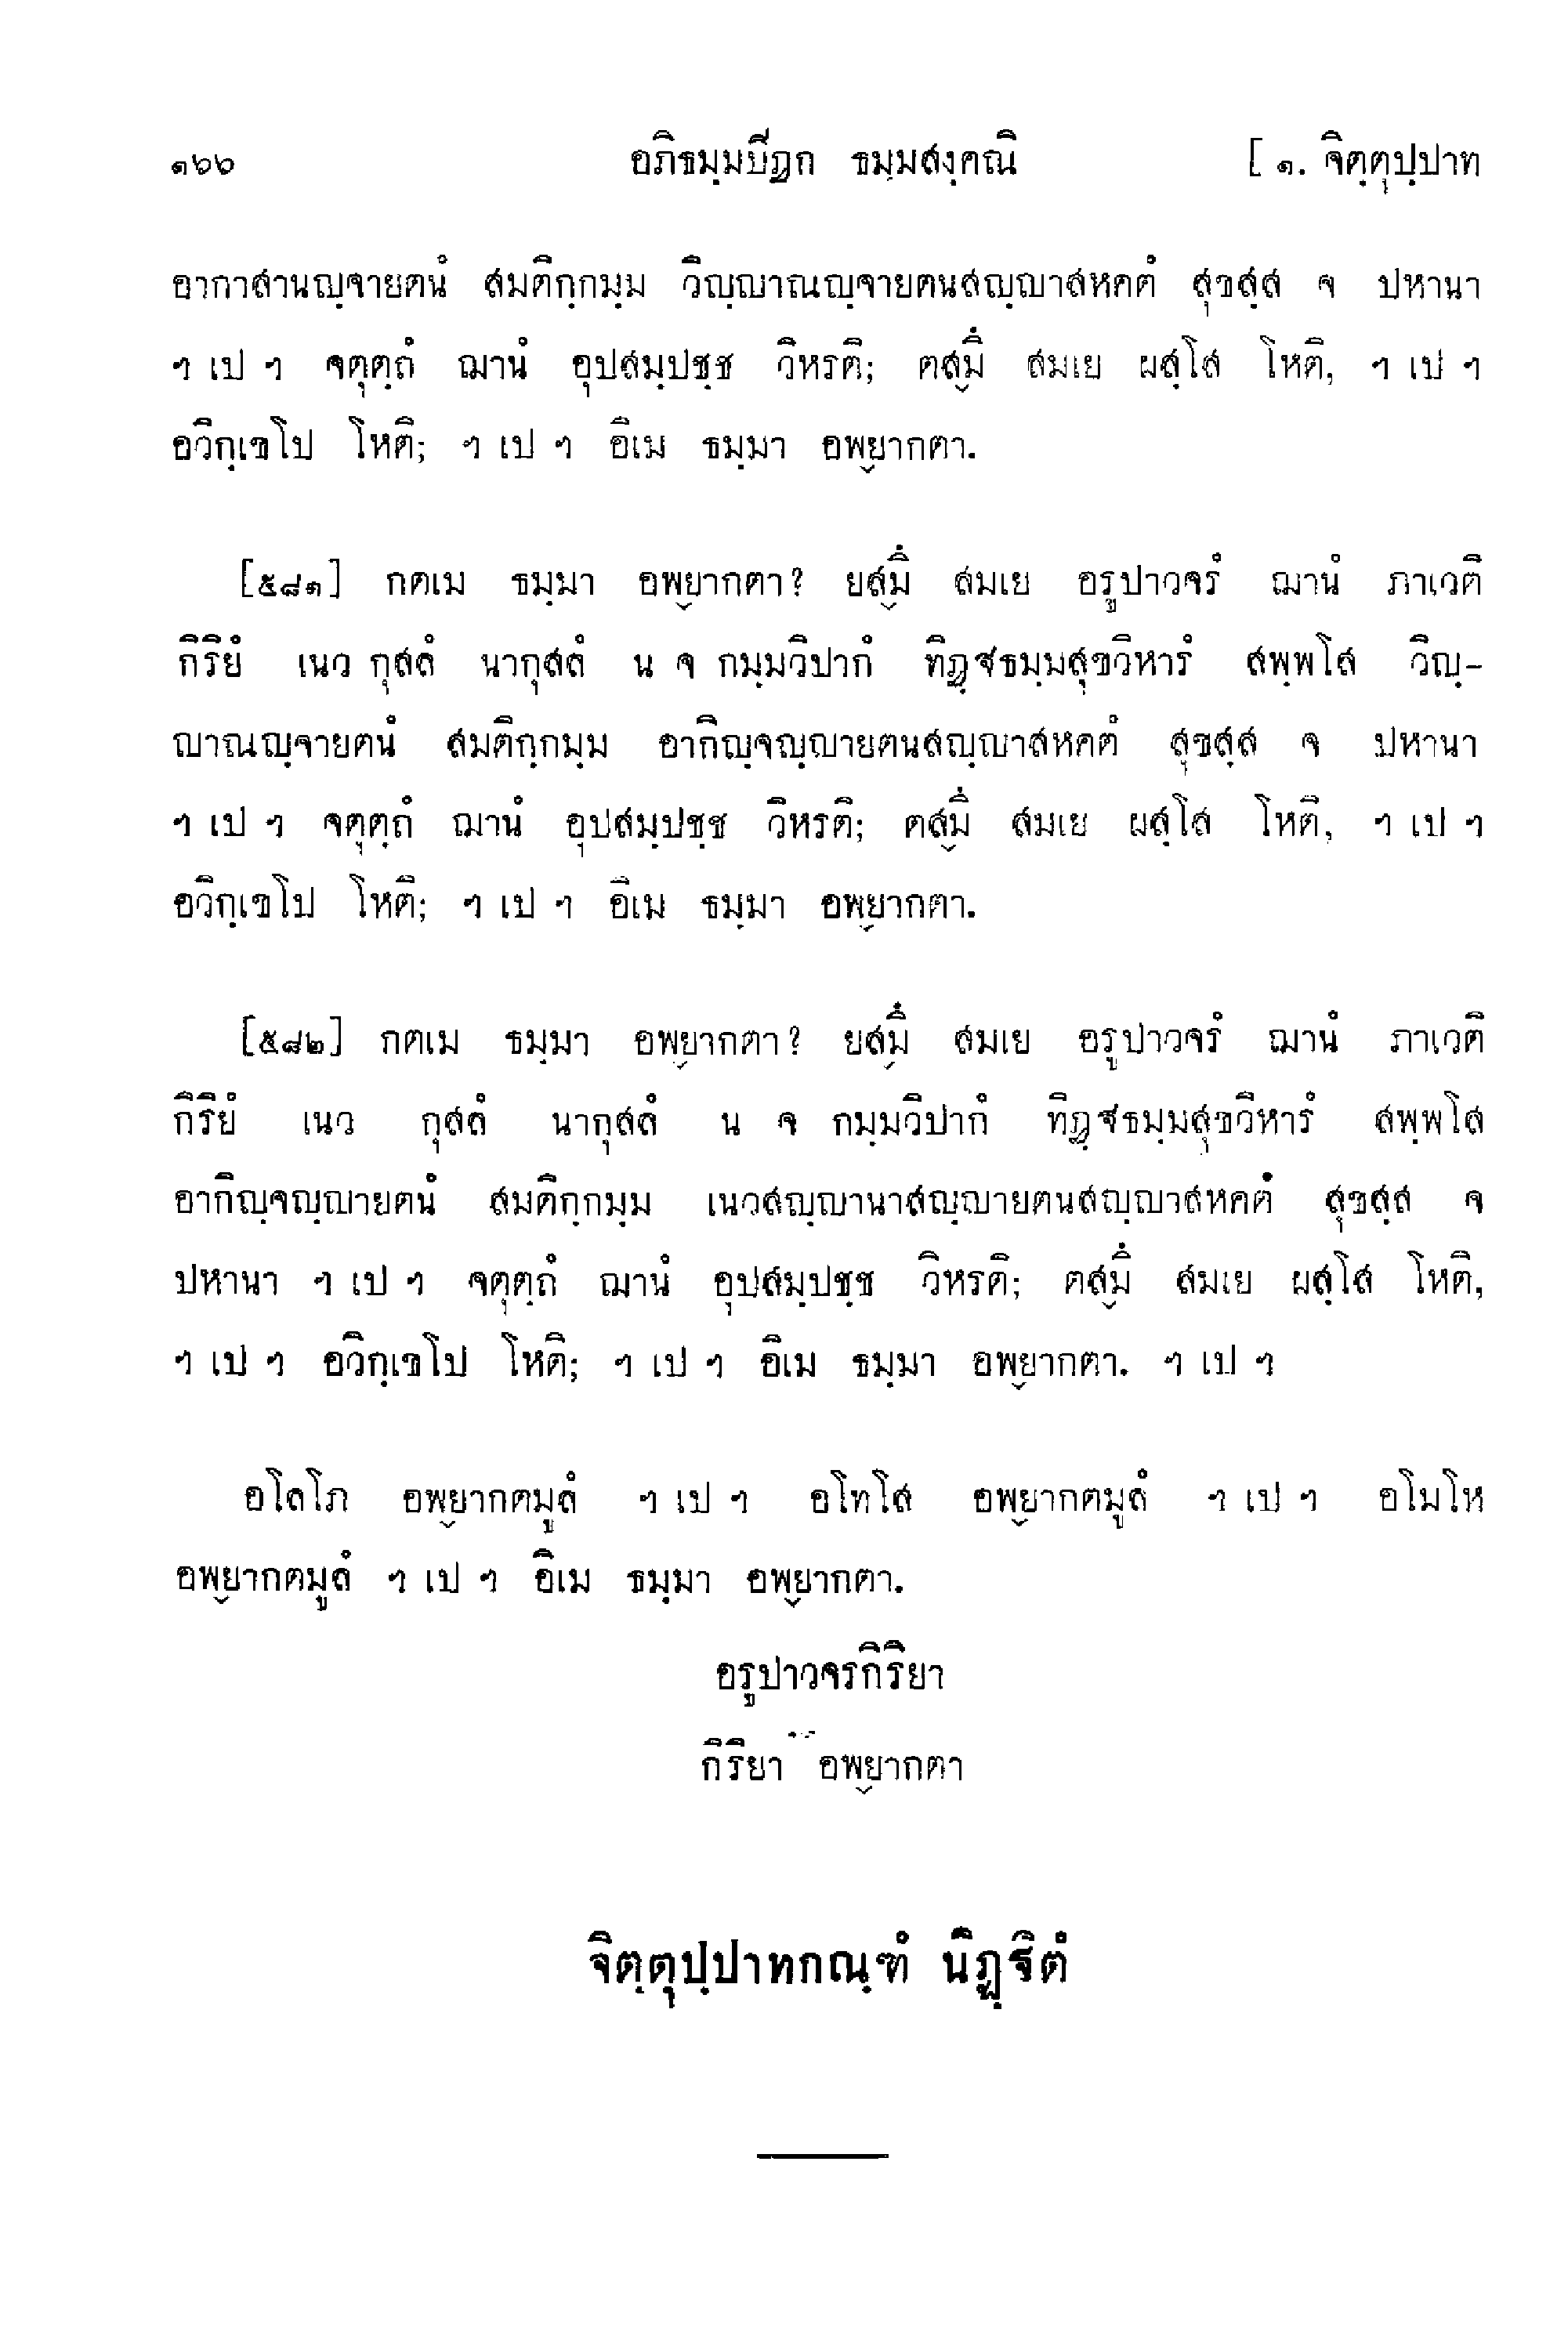 ๑๖๖ อภิธมฺมปีฎก ธมฺมสงฺคณิ [ ๑. จิตฺตุปฺปาท
อากาสานญฺจายตนํ สมติกฺกมฺม วิญฺญาณญฺจายตนสญฺญาสหคตํ สุขสฺส จ ปหานา
ฯ เป ฯ จตุตฺถํ ฌานํ อุปสมฺปชฺช วิหรติ; ตสฺมึ สมเย ผสฺโส โหติ, ฯ เป ฯ
อวิกฺเขโป โหติ; ฯ เป ฯ อิเม ธมฺมา อพฺยากตา.
[๕๘๑] กตเม ธมฺมา อพฺยากตา? ยสฺมึ สมเย อรูปาวจรํ ฌานํ ภาเวติ
กิริยํ เนว กุสลํ นากุสลํ น จ กมฺมวิปากํ ทิฏฺฐธมฺมสุขวิหารํ สพฺพโส วิญฺ-
ญาณญฺจายตนํ สมติกฺกมฺม อากิญฺจญฺญายตนสญฺญาสหคตํ สุขสฺส จ ปหานา
ฯ เป ฯ จตุตฺถํ ฌานํ อุปสมฺปชฺช วิหรติ; ตสฺมึ สมเย ผสฺโส โหติ, ฯ เป ฯ
อวิกฺเขโป โหติ; ฯ เป ฯ อิเม ธมฺมา อพฺยากตา.
[๕๘๒] กตเม ธมฺมา อพฺยากตา? ยสฺมึ สมเย อรูปาวจรํ ฌานํ ภาเวติ
กิริยํ เนว กุสลํ นากุสลํ น จ กมฺมวิปากํ ทิฏฺฐธมฺมสุขวิหารํ สพฺพโส
อากิญฺจญฺญายตนํ สมติกฺกมฺม เนวสญฺญานาสญฺญายตนสญฺญาสหคตํ สุขสฺส จ
ปหานา ฯ เป ฯ จตุตฺถํ ฌานํ อุปสมฺปชฺช วิหรติ; ตสฺมึ สมเย ผสฺโส โหติ,
ฯ เป ฯ อวิกฺเขโป โหติ; ฯ เป ฯ อิเม ธมฺมา อพฺยากตา. ฯ เป ฯ
อโลโภ อพฺยากตมูลํ ฯ เป ฯ อโทโส อพฺยากตมูลํ ฯ เป ฯ อโมโห
อพฺยากตมูลํ ฯ เป ฯ อิเม ธมฺมา อพฺยากตา.
อรูปาวจรกิริยา
กิริยา อพฺยากตา
จิตฺตุปฺปาทกณฺฑํ นิฏฺฐิตํ